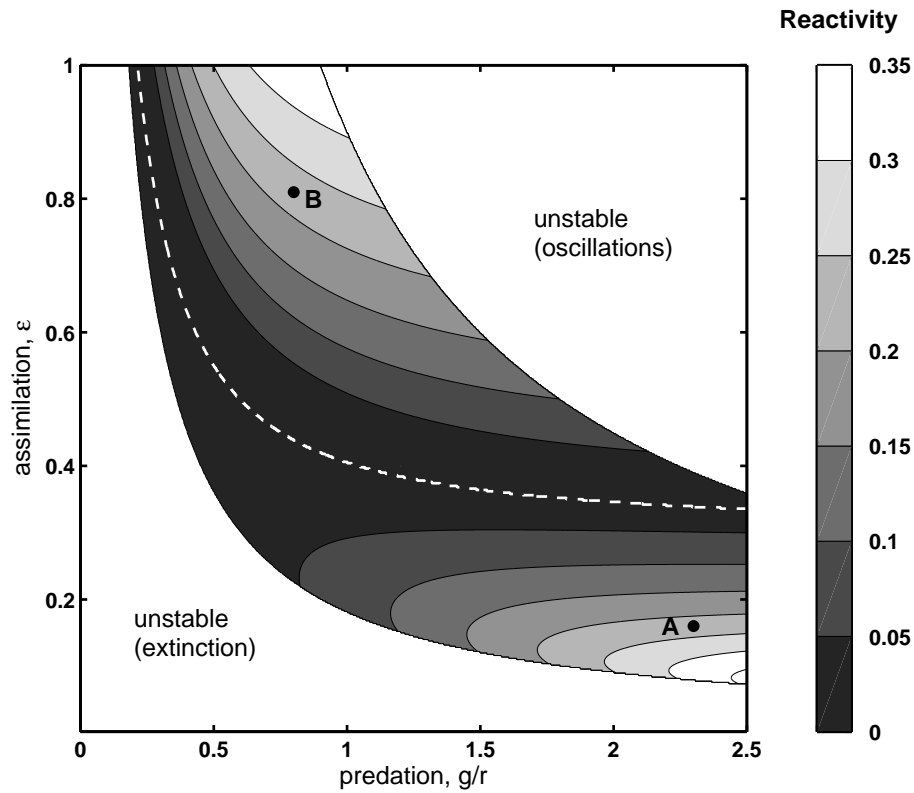 Reactivity
1
0.8
0.6
0.4
0.2
assimilation, ε
0
0.5
1
1.5
2
2.5
predation, g/r
B
A
unstable
(oscillations)
unstable
(extinction)
0.35
0.3
0.25
0.2
0.15
0.1
0.05
0